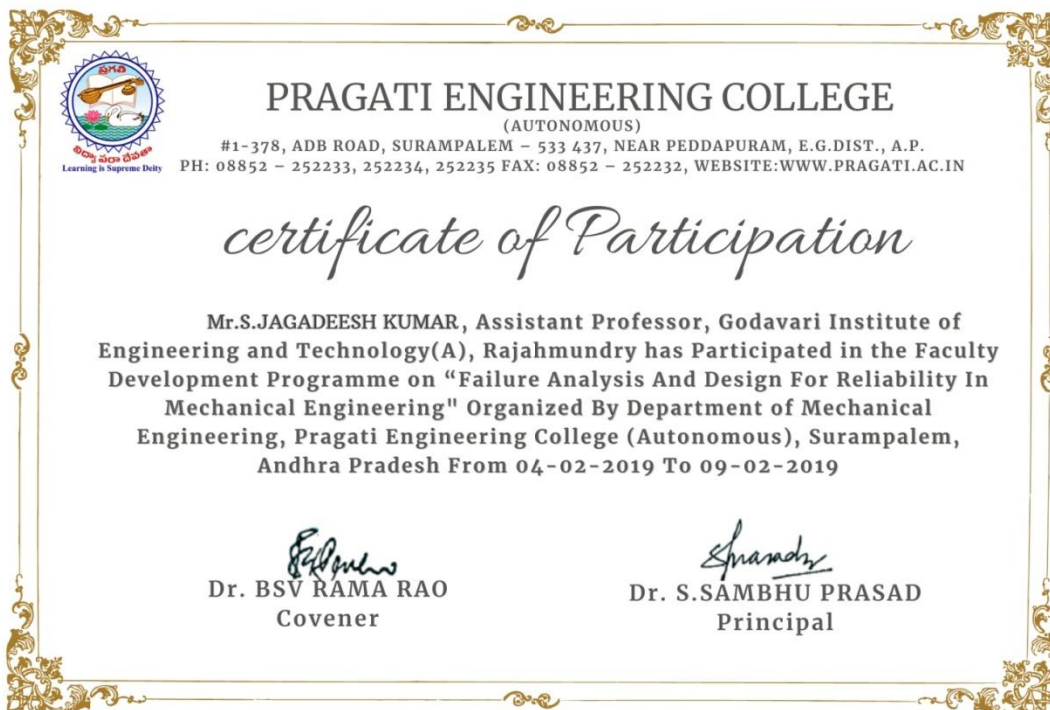 ప్రగతి
విద్యా పరా దేవతా
Learning is Supreme Deity
PRAGATI ENGINEERING COLLEGE
(AUTONOMOUS)
#1-378, ADB ROAD, SURAMPALEM – 533 437, NEAR PEDDAPURAM, E.G.DIST., A.P.
PH: 08852 – 252233, 252234, 252235 FAX: 08852 – 252232, WEBSITE:WWW.PRAGATI.AC.IN
certificate of Participation
Mr.S.JAGADEESH KUMAR, Assistant Professor, Godavari Institute of
Engineering and Technology(A), Rajahmundry has Participated in the Faculty
Development Programme on “Failure Analysis And Design For Reliability In
Mechanical Engineering" Organized By Department of Mechanical
Engineering, Pragati Engineering College (Autonomous), Surampalem,
Andhra Pradesh From 04-02-2019 To 09-02-2019
Dr. BSV RAMA RAO
Covener
Dr. S.SAMBHU PRASAD
Principal